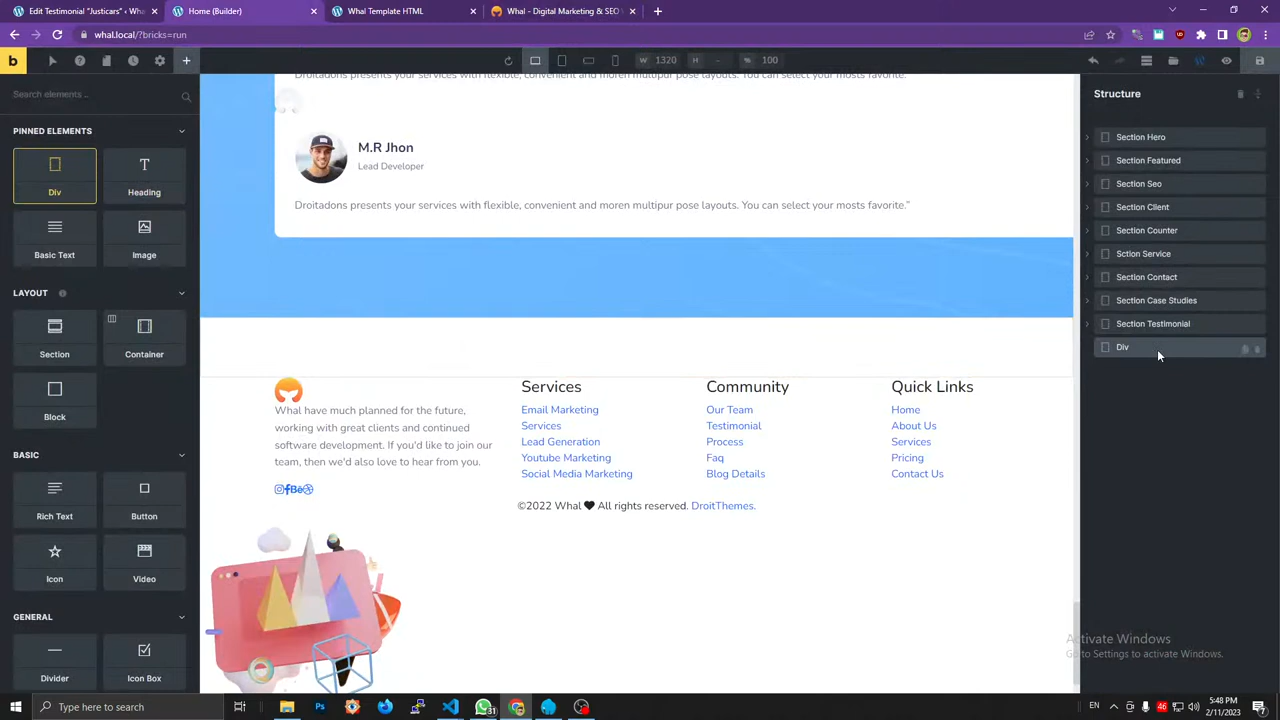 Edit Testimonial "Justicars" ‹ Wha
Home (Builder)
What Template HTML
Whal - Digital Marketing & SEO
whal.local/?bricks=run
b
W 1320 H - % 100
Search elements ..
PINNED ELEMENTS
Div
Heading
Basic Text
Image
LAYOUT
Section
Container
Block
BASIC
Rich Text
Button
Icon
Video
GENERAL
Divider
Icon Box
Droitadons presents your services with flexible, convenient and moren multipur pose layouts. You can select your mosts favorite."
M.R Jhon
Lead Developer
Droitadons presents your services with flexible, convenient and moren multipur pose layouts. You can select your mosts favorite."
Whal have much planned for the future,
working with great clients and continued
software development. If you'd like to join our
team, then we'd also love to hear from you.
Services
Email Marketing
Services
Lead Generation
Youtube Marketing
Social Media Marketing
Community
Our Team
Testimonial
Process
Faq
Blog Details
Quick Links
Home
About Us
Services
Pricing
Contact Us
©2022 Whal All rights reserved. DroitThemes.
Structure
Section Hero
Section Featured
Section Seo
Section Client
Section Counter
Sction Service
Section Contact
Section Case Studies
Section Testimonial
Div
Activate Windows
Go to Settings to activate Windows.
Type here to search
Ps
31
EN
46
5:48 PM
2/11/2023